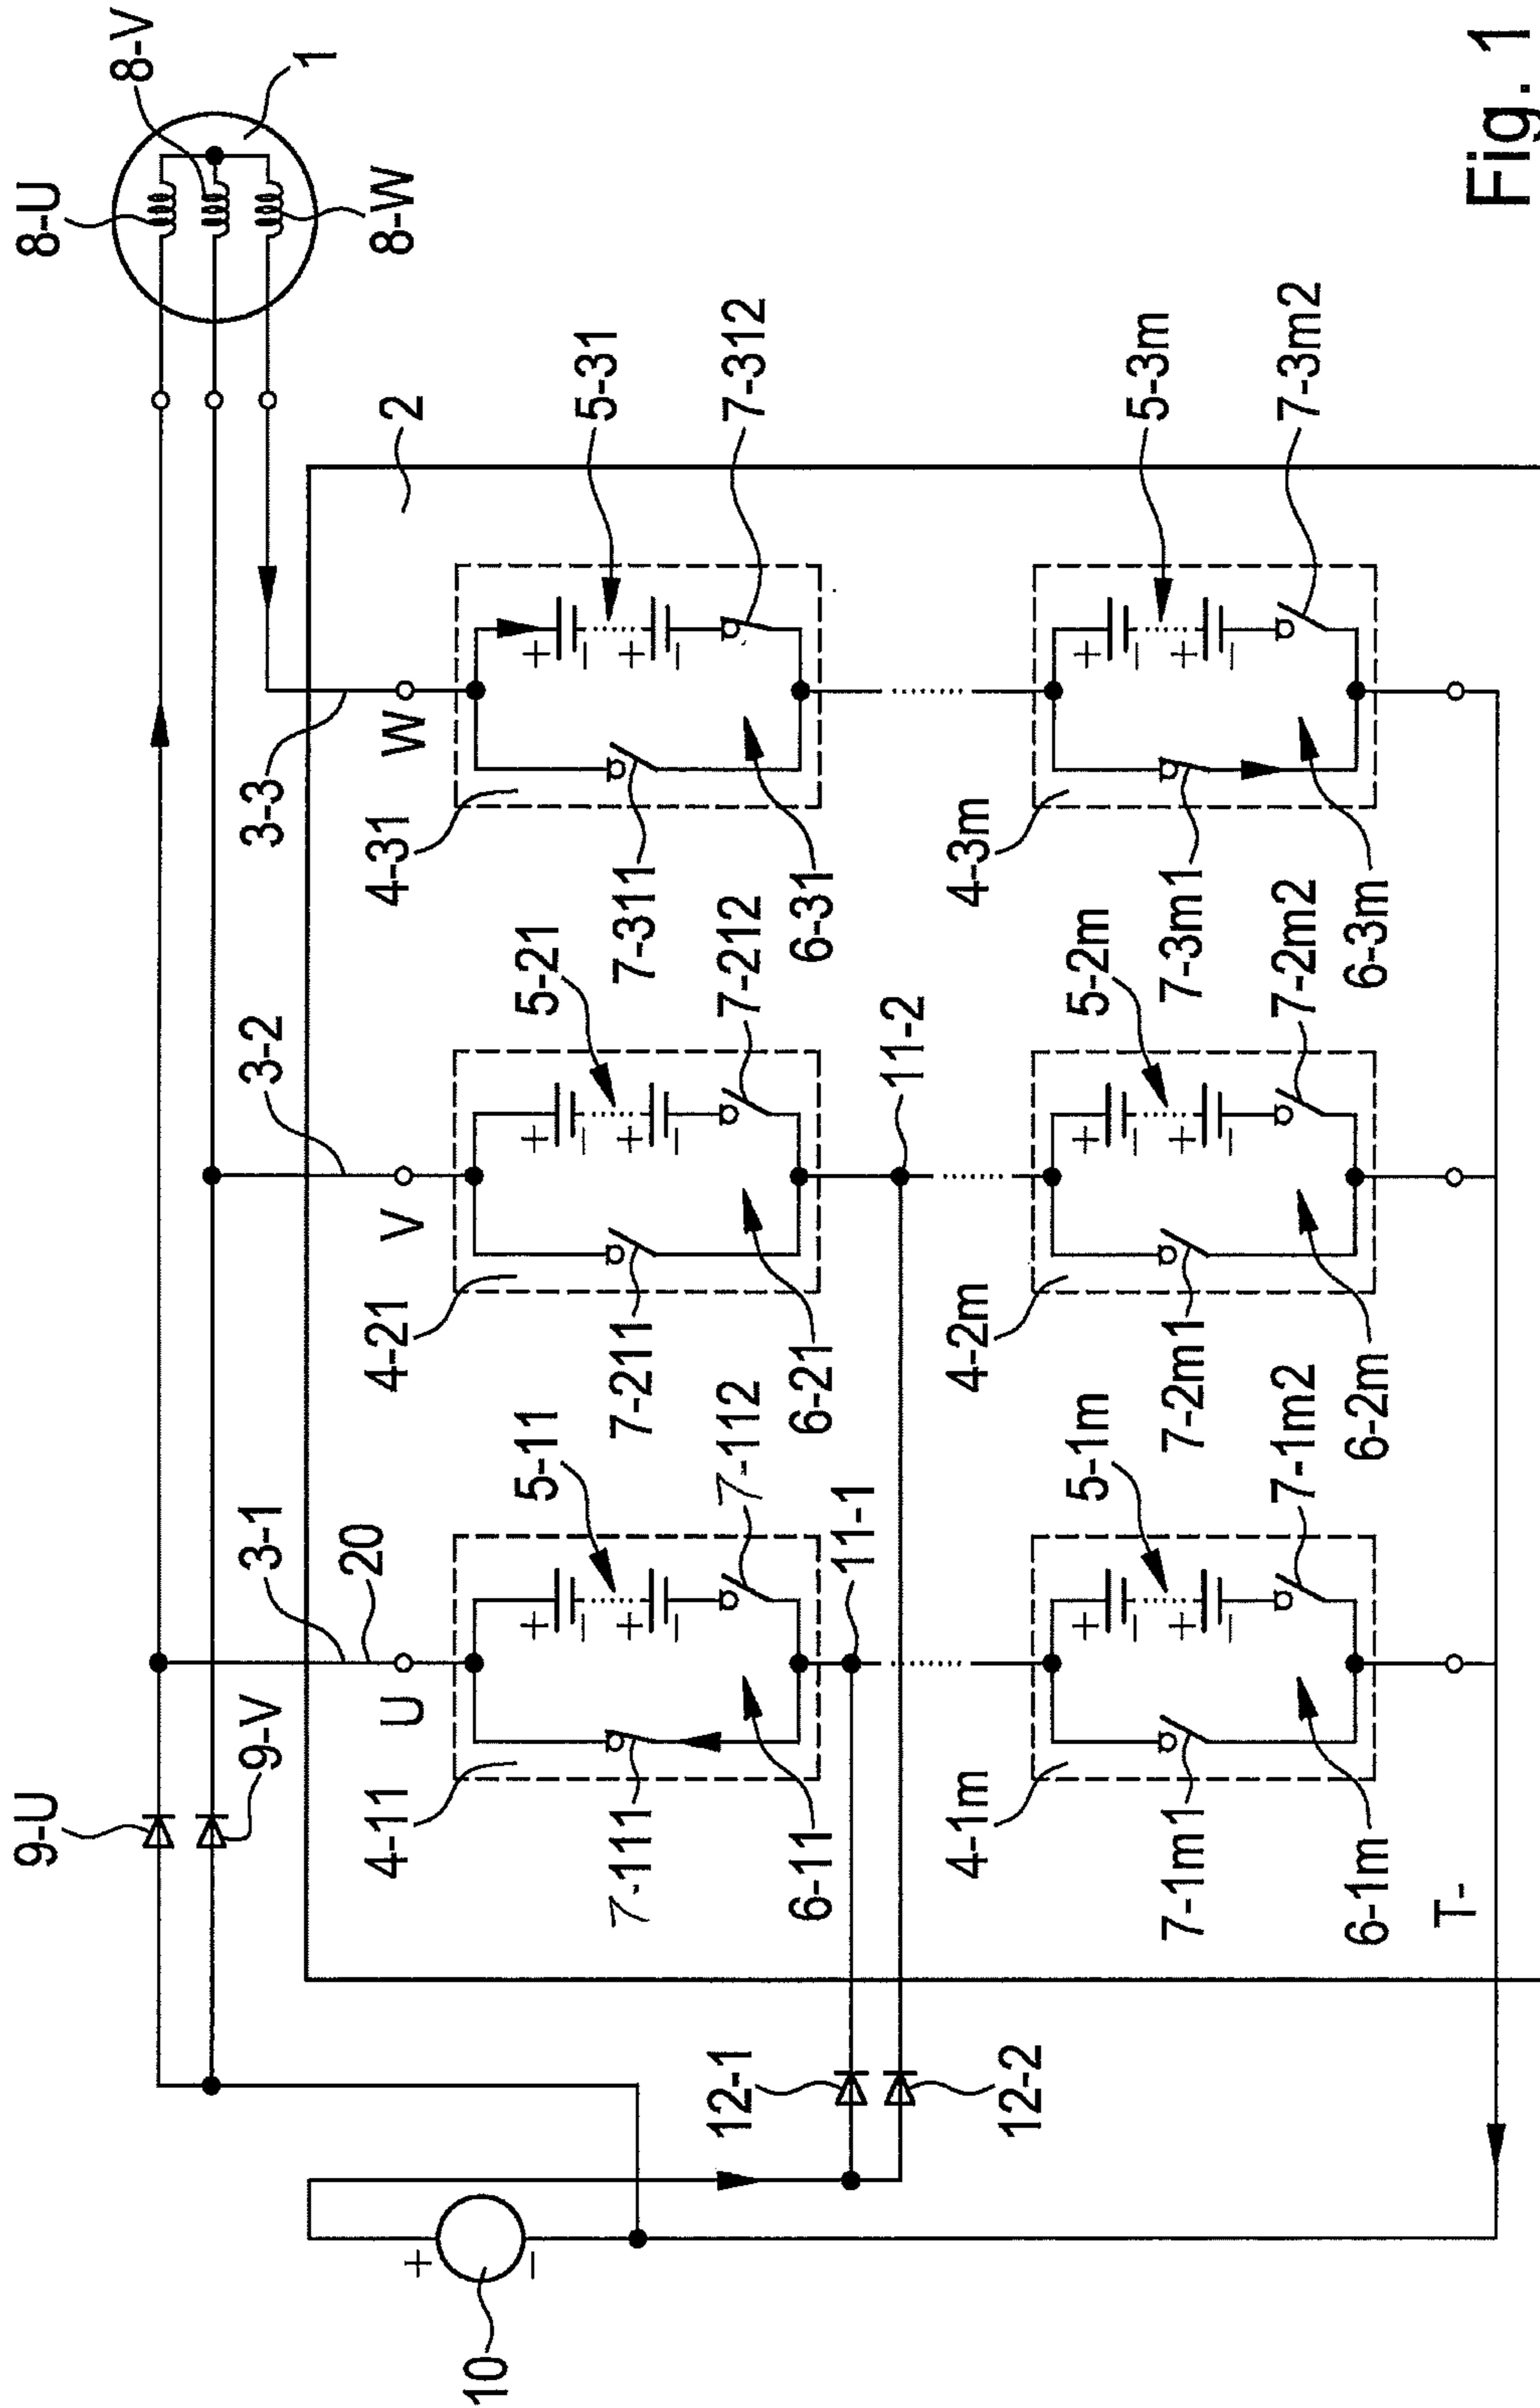 8-U
8-V
1
8-W
9-U
9-V
3-1
20
3-2
3-3
2
U
V
W
4-11
5-11
4-21
5-21
4-31
5-31
7-111
7-112
7-211
7-212
7-311
7-312
6-11
6-21
6-31
11-1
11-2
10
+
−
12-1
12-2
4-1m
5-1m
4-2m
5-2m
4-3m
5-3m
7-1m1
7-1m2
7-2m1
7-2m2
7-3m1
7-3m2
6-1m
6-2m
6-3m
T-
+
−
+
−
+
−
+
−
+
−
+
−
+
−
+
−
+
−
+
−
+
−
+
−
Fig. 1